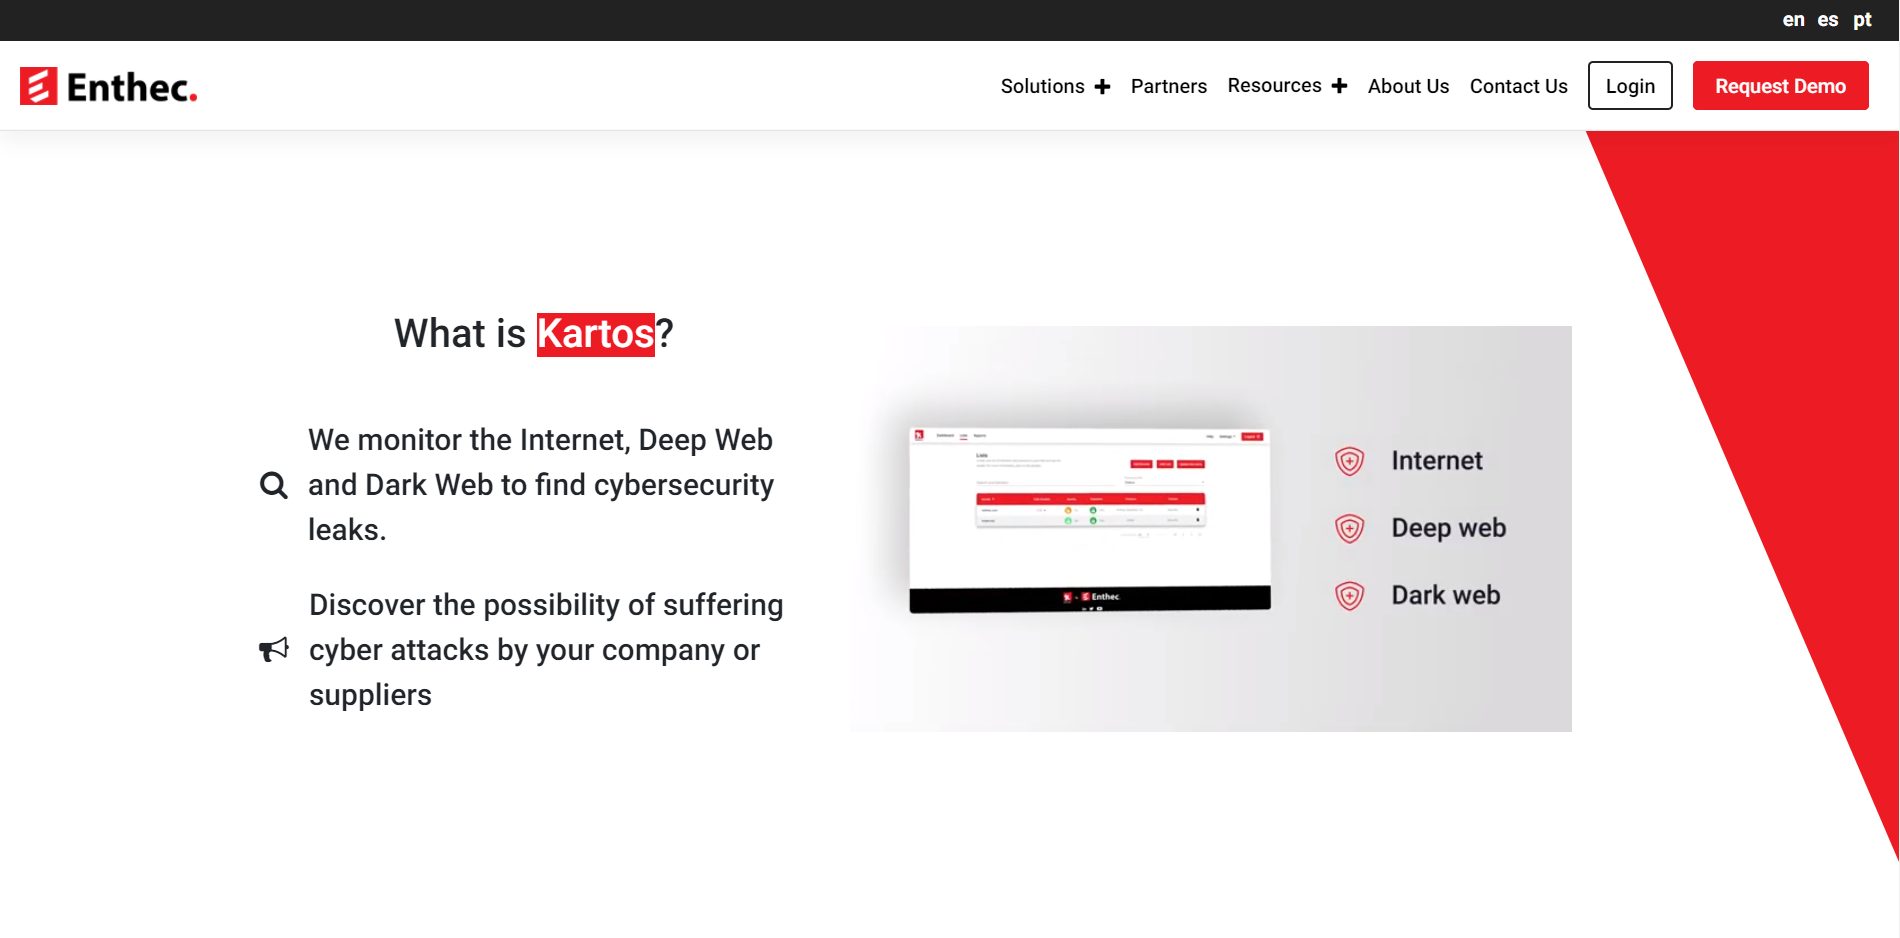 en es pt
Enthec.
Solutions Partners Resources About Us Contact Us Login Request Demo
What is Kartos?
We monitor the Internet, Deep Web
and Dark Web to find cybersecurity
leaks.
Discover the possibility of suffering
cyber attacks by your company or
suppliers
Lists
Enthec
Internet
Deep web
Dark web